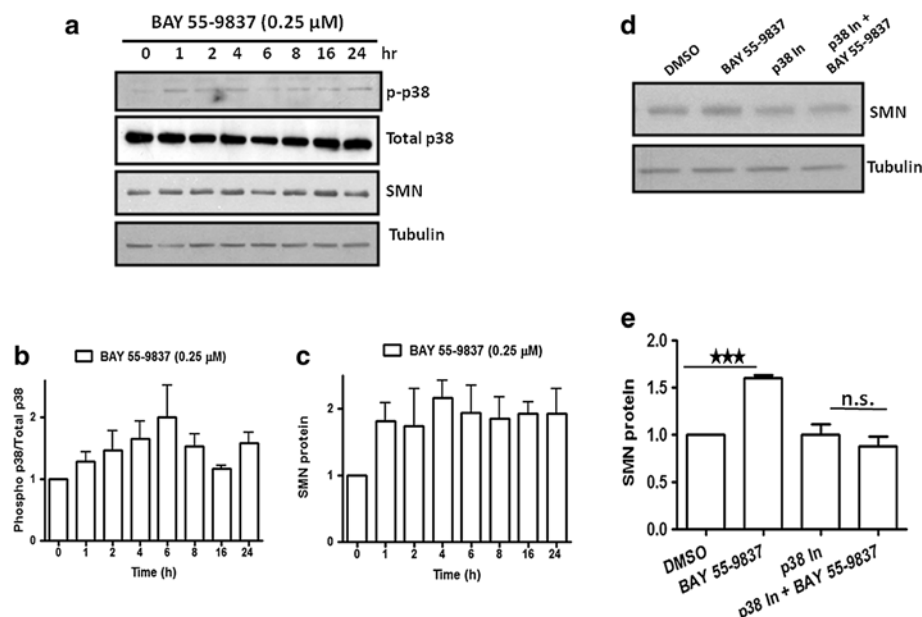 a
BAY 55-9837 (0.25 µM)
0 1 2 4 6 8 16 24 hr
p-p38
Total p38
SMN
Tubulin
b
BAY 55-9837 (0.25 µM)
Phospho p38/Total p38
2
1
0 1 2 4 6 8 16 24
Time (h)
c
BAY 55-9837 (0.25 µM)
SMN protein
2
1
0 1 2 4 6 8 16 24
Time (h)
d
DMSO
BAY 55-9837
p38 In
p38 In +
BAY 55-9837
SMN
Tubulin
e
SMN protein
2.0
1.5
1.0
0.5
0.0
★★★
n.s.
DMSO
BAY 55-9837
p38 In
p38 In + BAY 55-9837